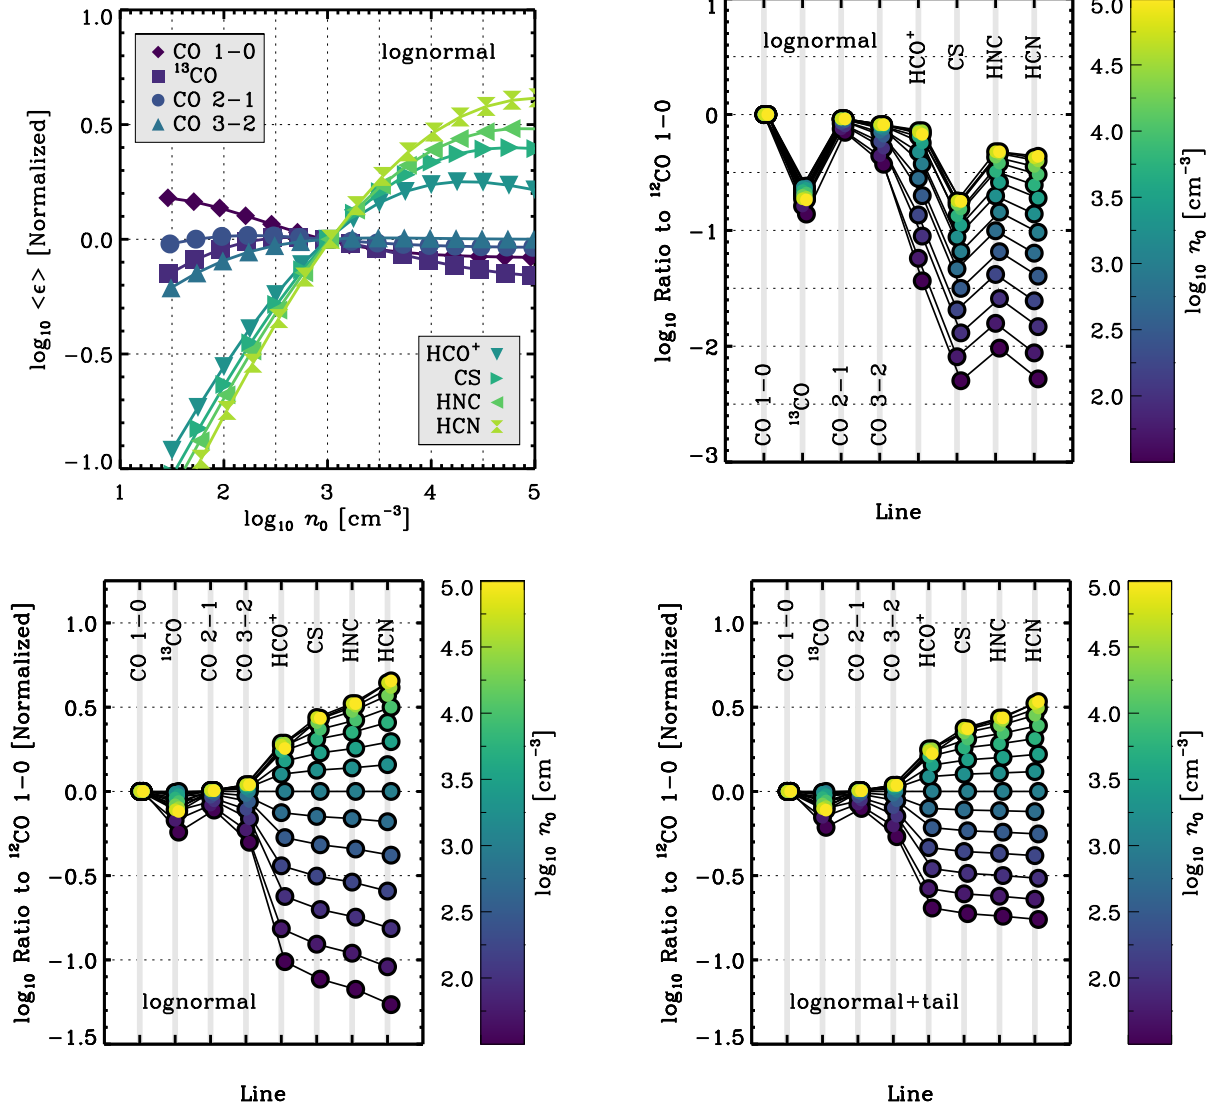 1.0
0.5
0.0
−0.5
−1.0
log₁₀ <ϵ> [Normalized]
CO 1−0
¹³CO
CO 2−1
CO 3−2
lognormal
HCO⁺
CS
HNC
HCN
1 2 3 4 5
log₁₀ n₀ [cm⁻³]
1
0
−1
−2
−3
log₁₀ Ratio to ¹²CO 1−0
lognormal
CO 1−0
¹³CO
CO 2−1
CO 3−2
HCO⁺
CS
HNC
HCN
Line
5.0
4.5
4.0
3.5
3.0
2.5
2.0
log₁₀ n₀ [cm⁻³]
1.0
0.5
0.0
−0.5
−1.0
−1.5
log₁₀ Ratio to ¹²CO 1−0 [Normalized]
CO 1−0
¹³CO
CO 2−1
CO 3−2
HCO⁺
CS
HNC
HCN
lognormal
Line
5.0
4.5
4.0
3.5
3.0
2.5
2.0
log₁₀ n₀ [cm⁻³]
1.0
0.5
0.0
−0.5
−1.0
−1.5
log₁₀ Ratio to ¹²CO 1−0 [Normalized]
CO 1−0
¹³CO
CO 2−1
CO 3−2
HCO⁺
CS
HNC
HCN
lognormal+tail
Line
5.0
4.5
4.0
3.5
3.0
2.5
2.0
log₁₀ n₀ [cm⁻³]